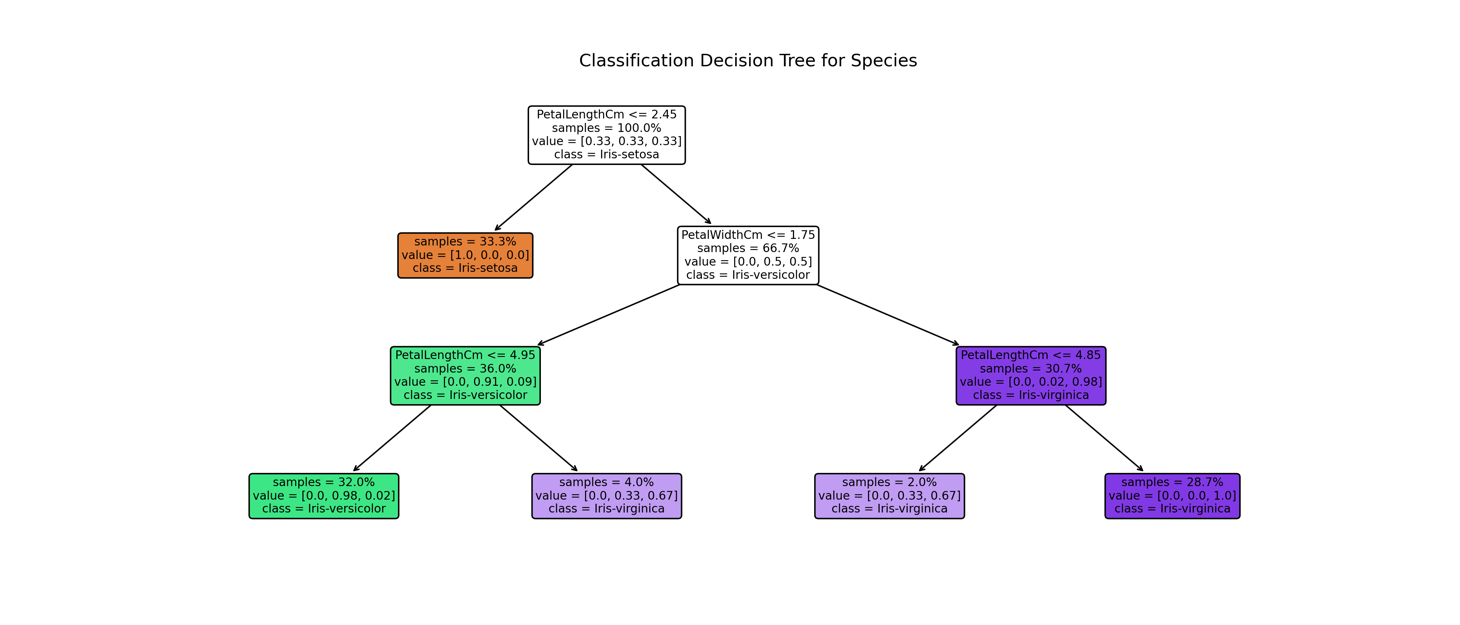 Classification Decision Tree for Species
PetalLengthCm <= 2.45
samples = 100.0%
value = [0.33, 0.33, 0.33]
class = Iris-setosa
samples = 33.3%
value = [1.0, 0.0, 0.0]
class = Iris-setosa
PetalWidthCm <= 1.75
samples = 66.7%
value = [0.0, 0.5, 0.5]
class = Iris-versicolor
PetalLengthCm <= 4.95
samples = 36.0%
value = [0.0, 0.91, 0.09]
class = Iris-versicolor
PetalLengthCm <= 4.85
samples = 30.7%
value = [0.0, 0.02, 0.98]
class = Iris-virginica
samples = 32.0%
value = [0.0, 0.98, 0.02]
class = Iris-versicolor
samples = 4.0%
value = [0.0, 0.33, 0.67]
class = Iris-virginica
samples = 2.0%
value = [0.0, 0.33, 0.67]
class = Iris-virginica
samples = 28.7%
value = [0.0, 0.0, 1.0]
class = Iris-virginica